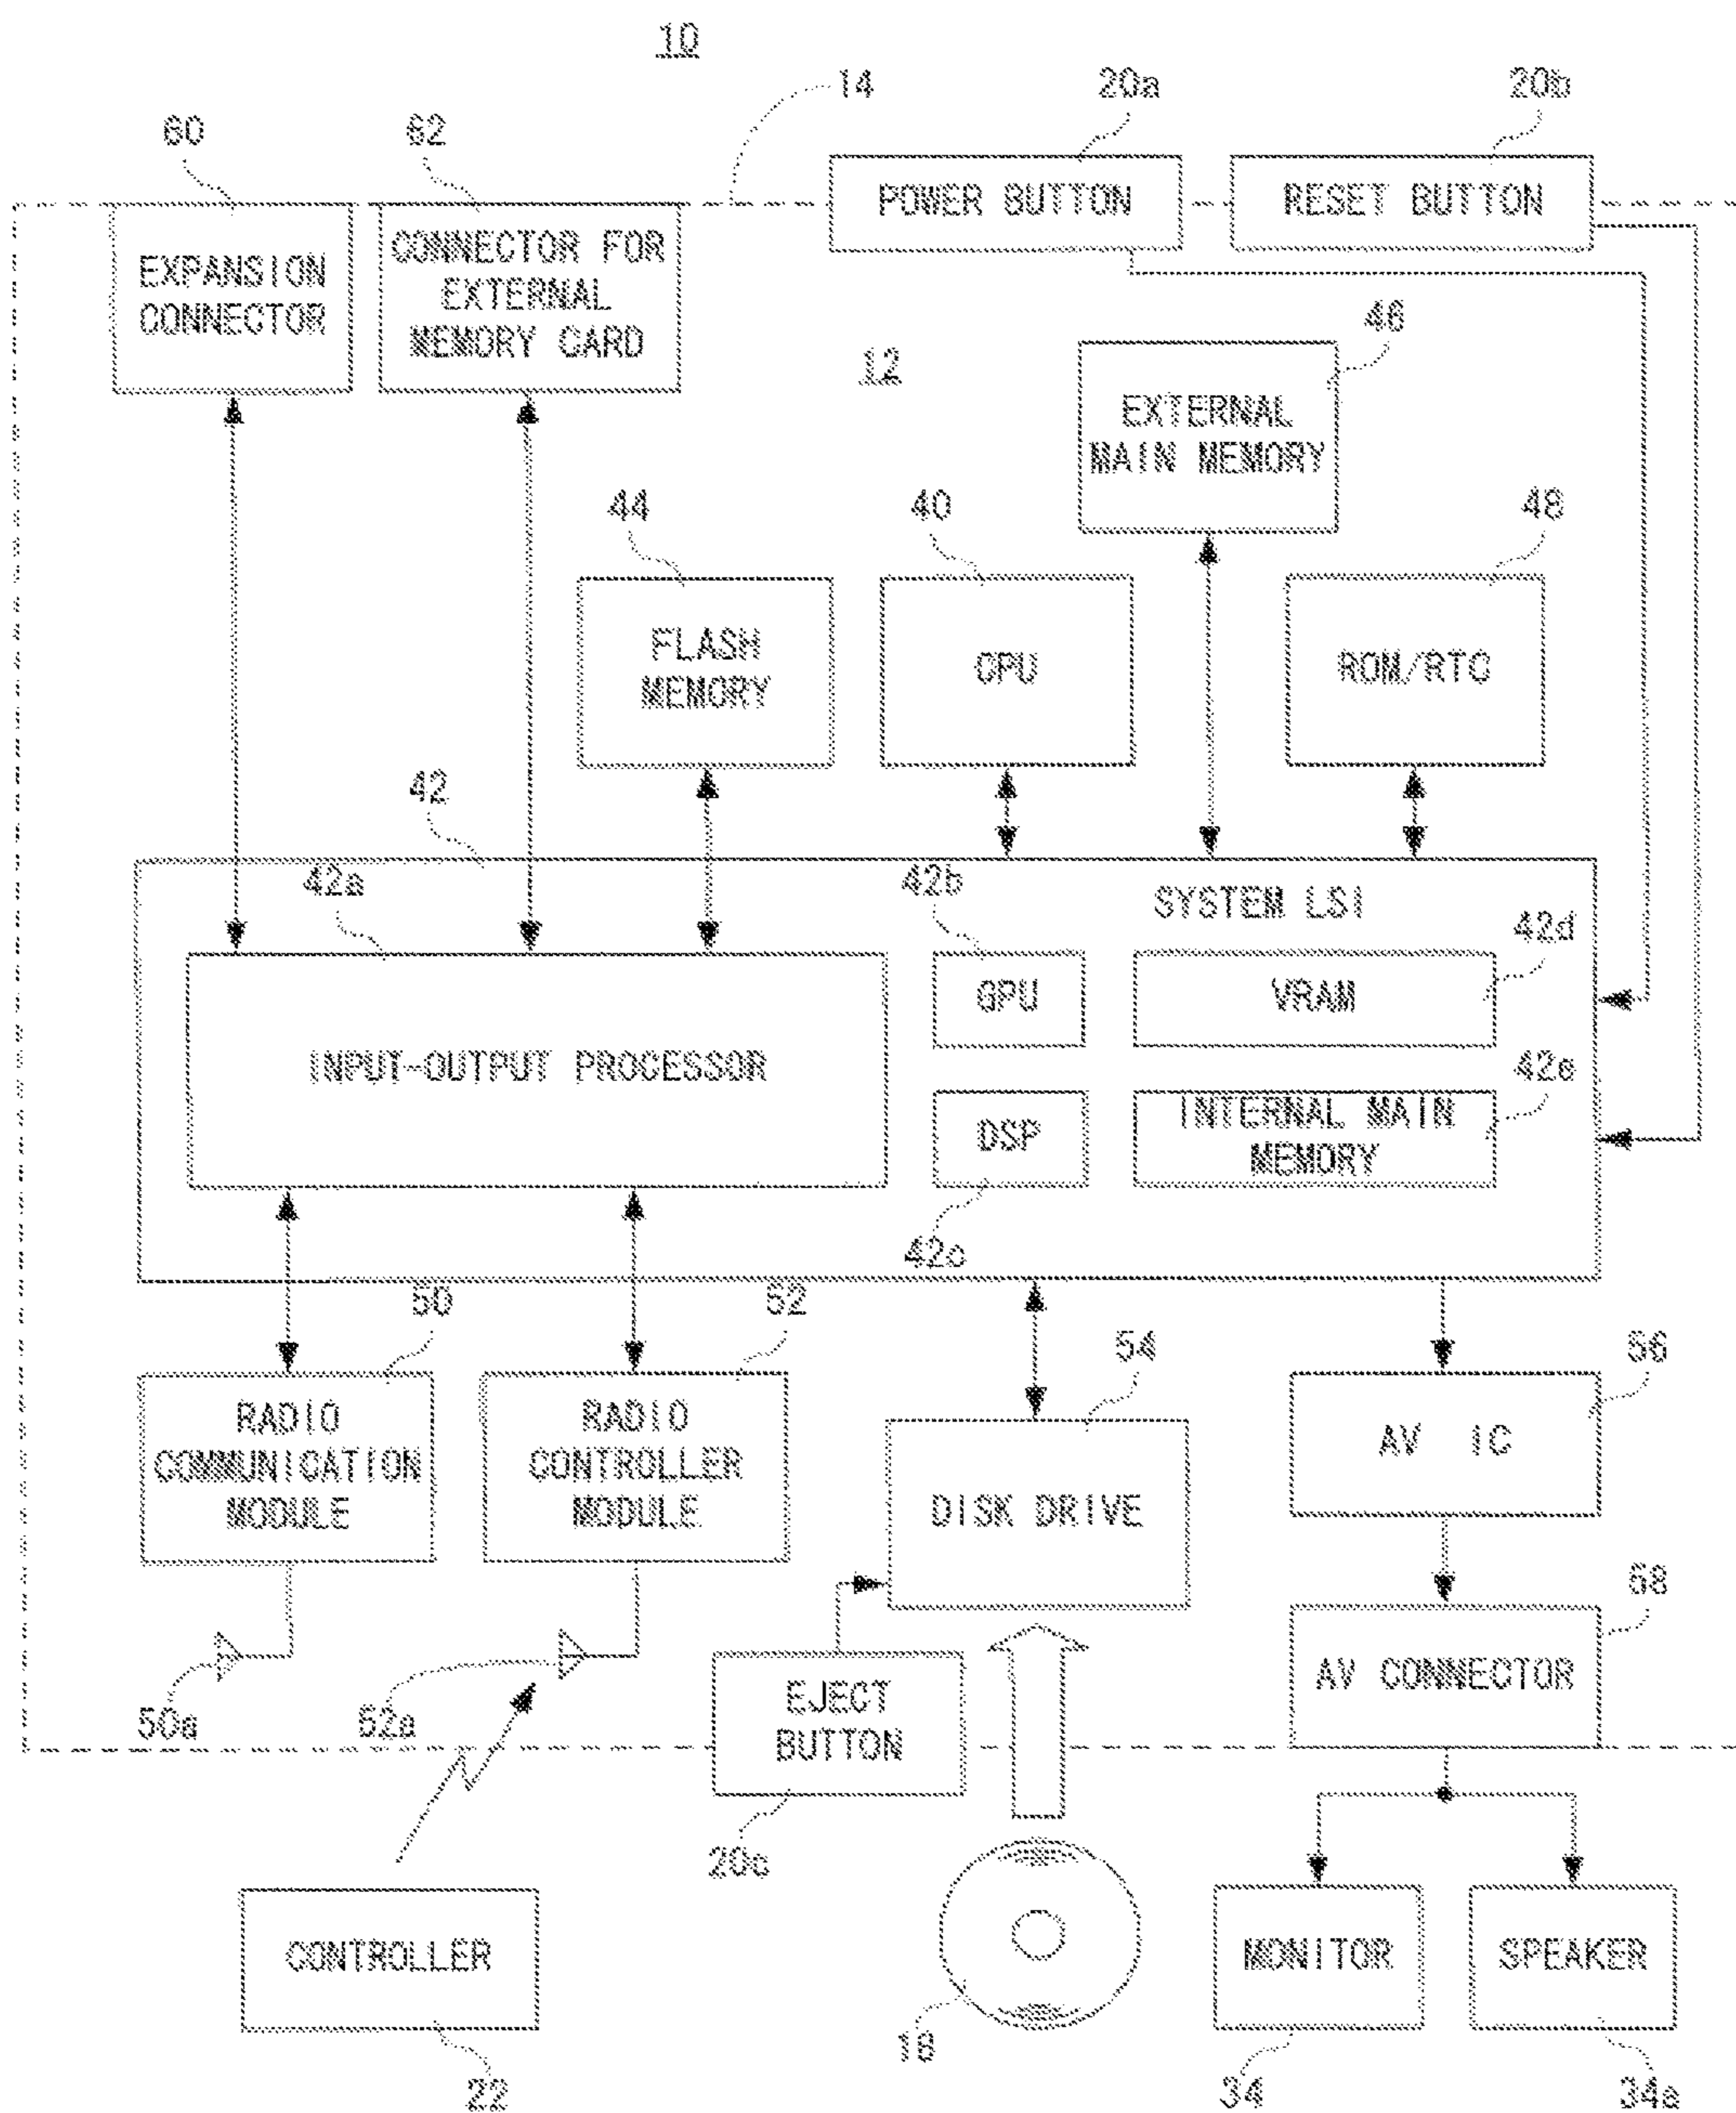 10
14
20a
20b
60
62
POWER BUTTON
RESET BUTTON
EXPANSION
CONNECTOR
CONNECTOR FOR
EXTERNAL
MEMORY CARD
12
46
EXTERNAL
MAIN MEMORY
44
40
48
FLASH
MEMORY
CPU
ROM/RTC
42
42a
42b
SYSTEM LSI
42d
INPUT-OUTPUT PROCESSOR
GPU
VRAM
42e
DSP
INTERNAL MAIN
MEMORY
42c
50
52
54
56
RADIO
COMMUNICATION
MODULE
RADIO
CONTROLLER
MODULE
DISK DRIVE
AV IC
58
50a
52a
EJECT
BUTTON
AV CONNECTOR
20c
CONTROLLER
MONITOR
SPEAKER
18
22
34
34a